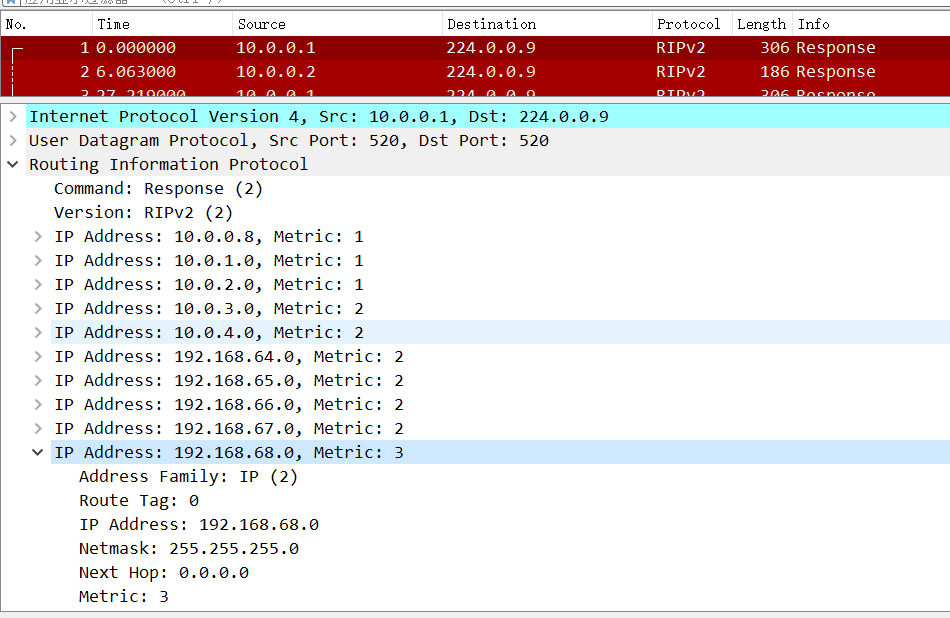 No. Time Source Destination Protocol Length Info
1 0.000000 10.0.0.1 224.0.0.9 RIPv2 306 Response
2 6.063000 10.0.0.2 224.0.0.9 RIPv2 186 Response
3 27.219000 10.0.0.1 224.0.0.9 RIPv2 306 Response
Internet Protocol Version 4, Src: 10.0.0.1, Dst: 224.0.0.9
User Datagram Protocol, Src Port: 520, Dst Port: 520
Routing Information Protocol
Command: Response (2)
Version: RIPv2 (2)
IP Address: 10.0.0.8, Metric: 1
IP Address: 10.0.1.0, Metric: 1
IP Address: 10.0.2.0, Metric: 1
IP Address: 10.0.3.0, Metric: 2
IP Address: 10.0.4.0, Metric: 2
IP Address: 192.168.64.0, Metric: 2
IP Address: 192.168.65.0, Metric: 2
IP Address: 192.168.66.0, Metric: 2
IP Address: 192.168.67.0, Metric: 2
IP Address: 192.168.68.0, Metric: 3
Address Family: IP (2)
Route Tag: 0
IP Address: 192.168.68.0
Netmask: 255.255.255.0
Next Hop: 0.0.0.0
Metric: 3